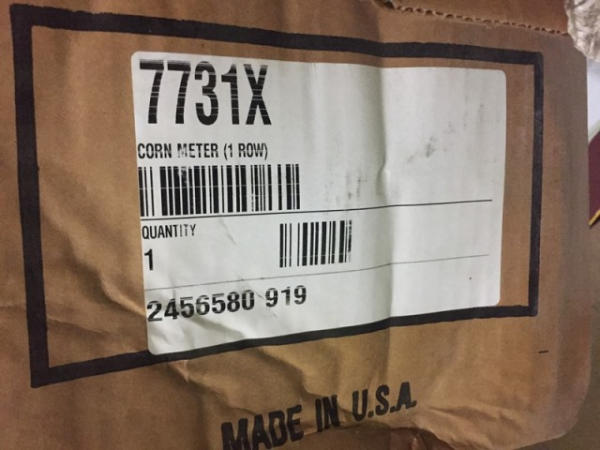 7731X
CORN METER (1 ROW)
QUANTITY
1
2456580 919
MADE IN U.S.A.